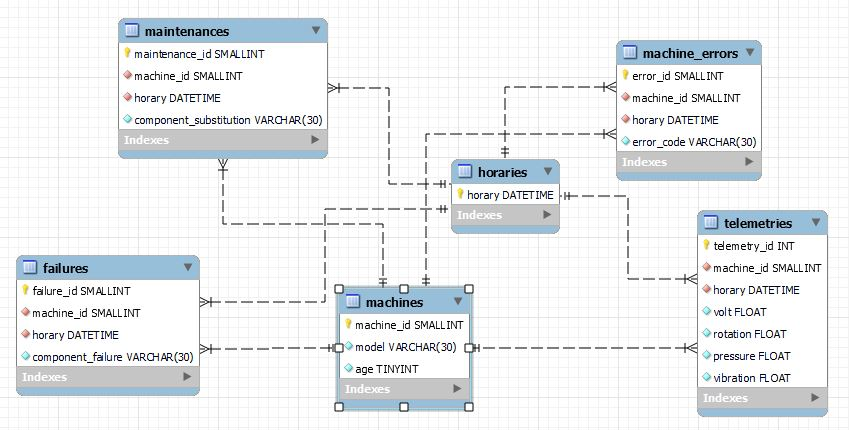 maintenances
maintenance_id SMALLINT
machine_id SMALLINT
horary DATETIME
component_substitution VARCHAR(30)
Indexes
machine_errors
error_id SMALLINT
machine_id SMALLINT
horary DATETIME
error_code VARCHAR(30)
Indexes
horaries
horary DATETIME
Indexes
telemetries
telemetry_id INT
machine_id SMALLINT
horary DATETIME
volt FLOAT
rotation FLOAT
pressure FLOAT
vibration FLOAT
Indexes
failures
failure_id SMALLINT
machine_id SMALLINT
horary DATETIME
component_failure VARCHAR(30)
Indexes
machines
machine_id SMALLINT
model VARCHAR(30)
age TINYINT
Indexes